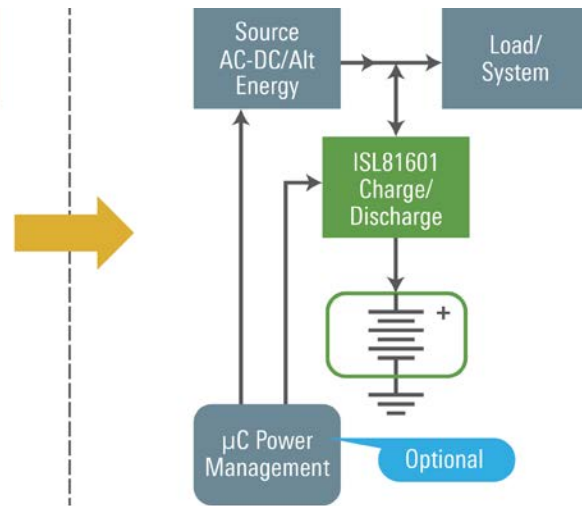 Source
AC-DC/Alt
Energy
Load/
System
ISL81601
Charge/
Discharge
+
µC Power
Management
Optional